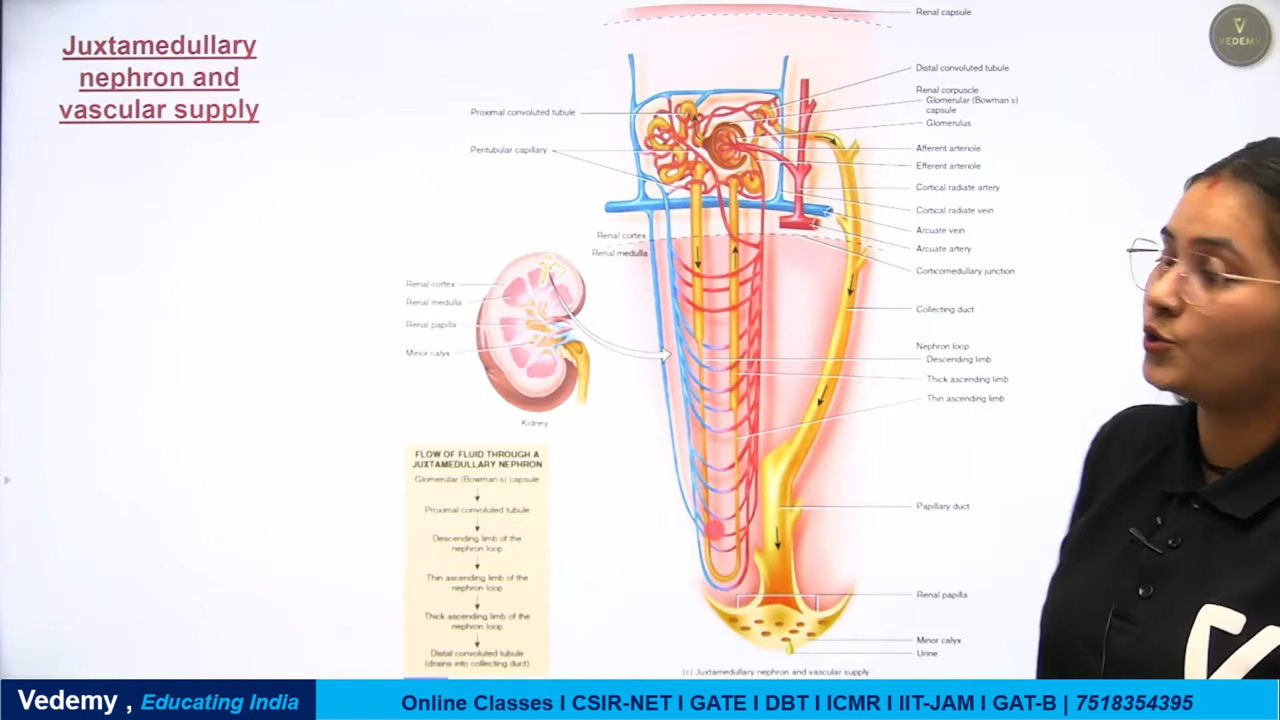 Juxtamedullary
nephron and
vascular supply
VEDEMY
Renal capsule
Distal convoluted tubule
Renal corpuscle:
Glomerular (Bowman's)
capsule
Glomerulus
Afferent arteriole
Efferent arteriole
Cortical radiate artery
Cortical radiate vein
Arcuate vein
Arcuate artery
Corticomedullary junction
Collecting duct
Nephron loop:
Descending limb
Thick ascending limb
Thin ascending limb
Papillary duct
Renal papilla
Minor calyx
Urine
Proximal convoluted tubule
Peritubular capillary
Renal cortex
Renal medulla
Renal cortex
Renal medulla
Renal papilla
Minor calyx
Kidney
FLOW OF FLUID THROUGH A
JUXTAMEDULLARY NEPHRON
Glomerular (Bowman's) capsule
Proximal convoluted tubule
Descending limb of the
nephron loop
Thin ascending limb of the
nephron loop
Thick ascending limb of the
nephron loop
Distal convoluted tubule
(drains into collecting duct)
(c) Juxtamedullary nephron and vascular supply
Vedemy , Educating India
Online Classes I CSIR-NET I GATE I DBT I ICMR I IIT-JAM I GAT-B | 7518354395